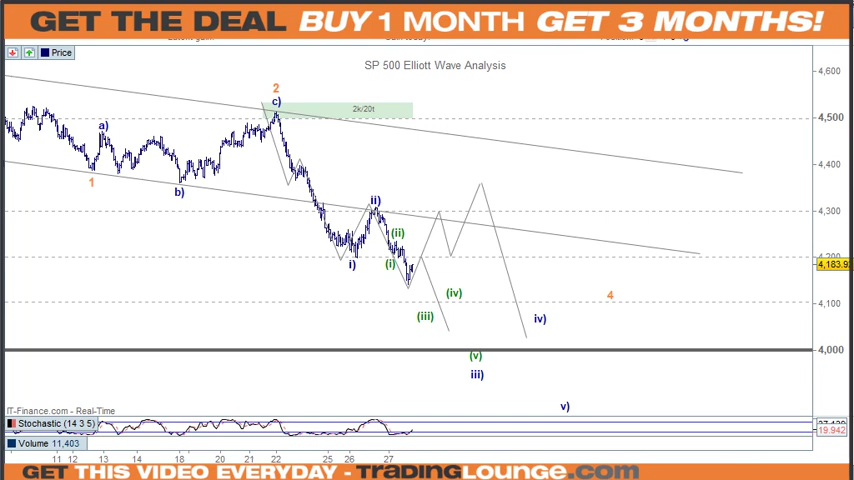 GET THE DEAL BUY 1 MONTH GET 3 MONTHS!
Price
SP 500 Elliott Wave Analysis
4,600
2
c)
2k/20t
4,500
a)
4,400
1
b)
ii)
4,300
(ii)
i)
(i)
4,200
4,183.92
(iv)
4
4,100
(iii)
iv)
4,000
(v)
iii)
v)
IT-Finance.com - Real-Time
Stochastic (14 3 5)
19.942
Volume 11,403
11 12 13 14 18 19 20 21 22 25 26 27
GET THIS VIDEO EVERYDAY - TRADINGLOUNGE.com